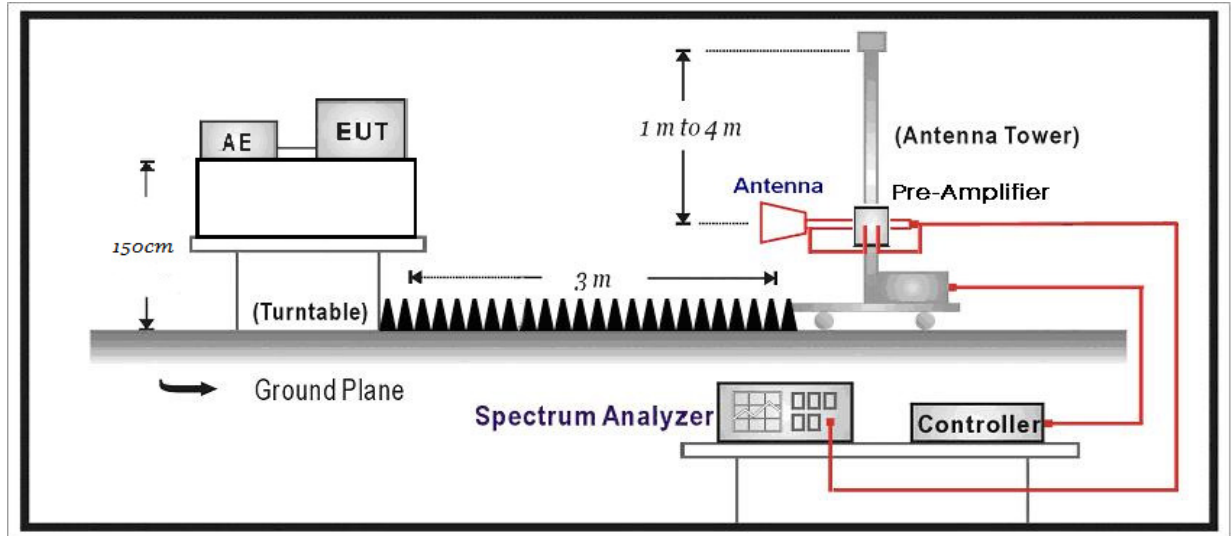 AE
EUT
150cm
(Turntable)
3 m
1 m to 4 m
(Antenna Tower)
Antenna
Pre-Amplifier
Ground Plane
Spectrum Analyzer
Controller